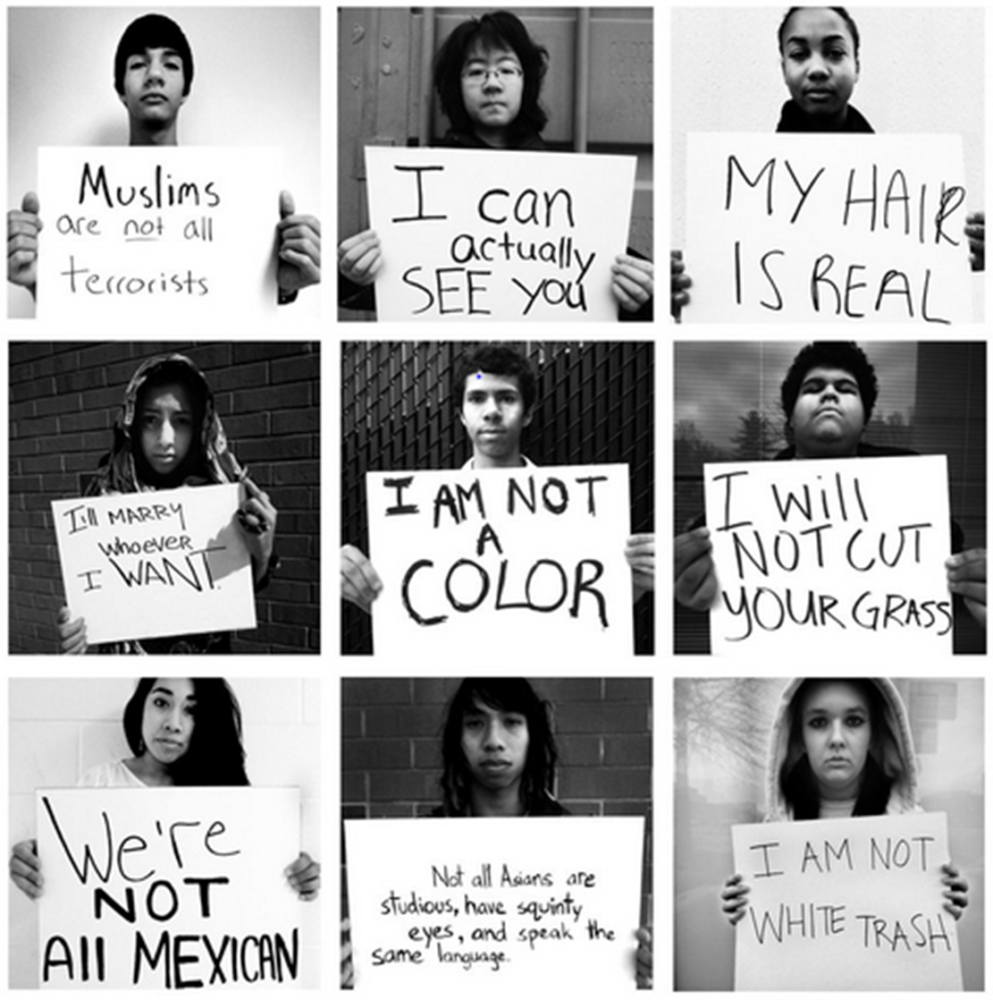 Muslims
are not all
terrorists
I can
actually
SEE you
MY HAIR
IS REAL
I'll MARRY
whoever
I WANT.
I AM NOT
A
COLOR
I will
NOT CUT
YOUR GRASS
We're
NOT
All MEXICAN
Not all Asians are
studious, have squinty
eyes, and speak the
same language.
I AM NOT
WHITE TRASH